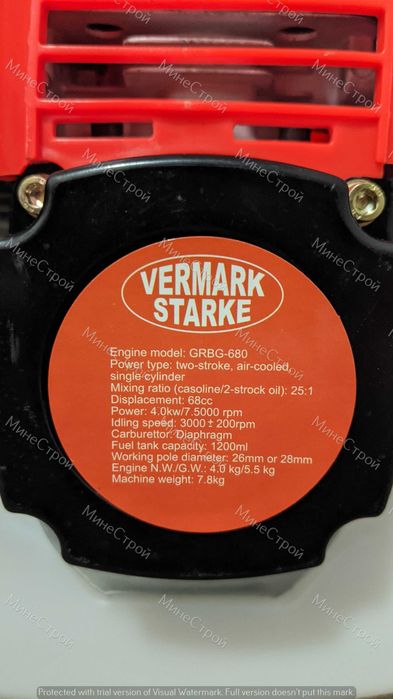 VERMARK
STARKE
Engine model: GRBG-680
Power type: two-stroke, air-cooled,
single cylinder
Mixing ratio (casoline/2-strock oil): 25:1
Displacement: 68cc
Power: 4.0kw/7.5000 rpm
Idling speed: 3000 ± 200rpm
Carburettor: Diaphragm
Fuel tank capacity: 1200ml
Working pole diameter: 26mm or 28mm
Engine N.W./G.W.: 4.0 kg/5.5 kg
Machine weight: 7.8kg
МинеСтрой
Protected with trial version of Visual Watermark. Full version doesn't put this mark.